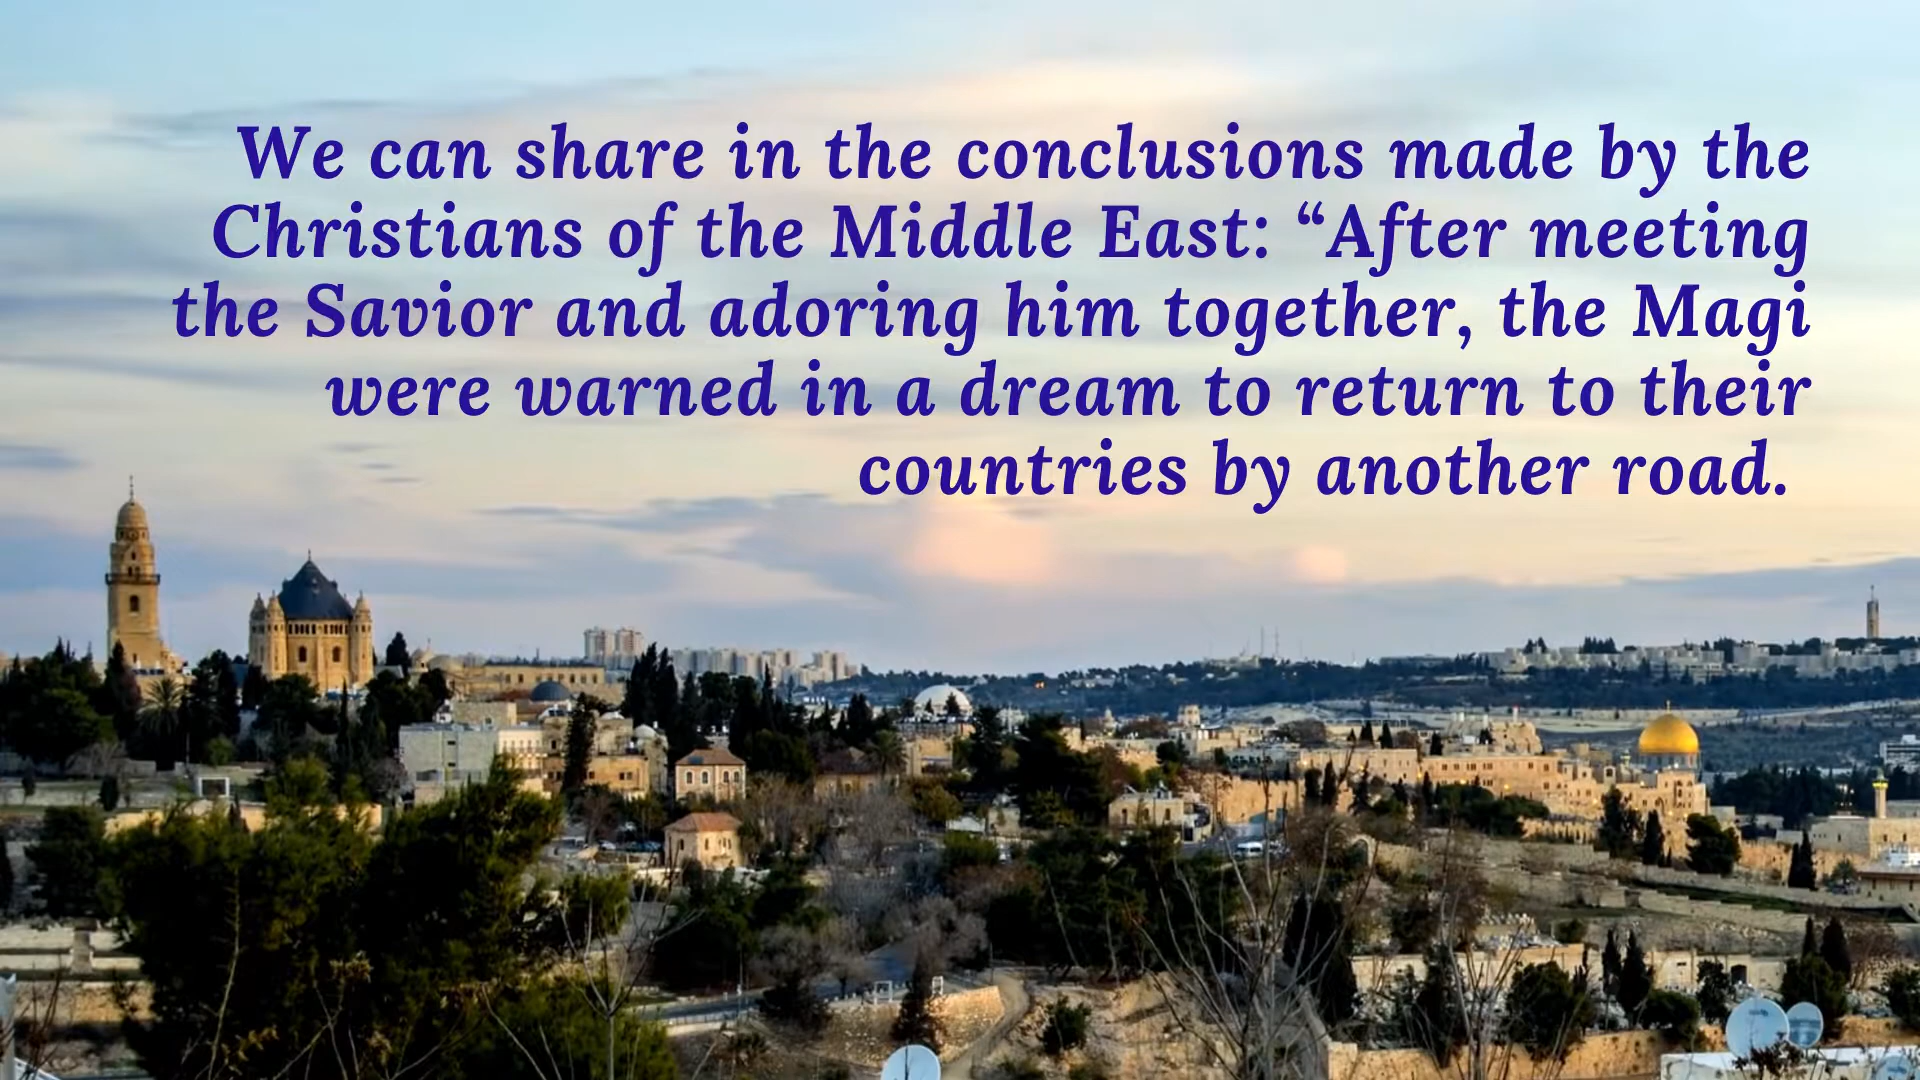 We can share in the conclusions made by the
Christians of the Middle East: “After meeting
the Savior and adoring him together, the Magi
were warned in a dream to return to their
countries by another road.